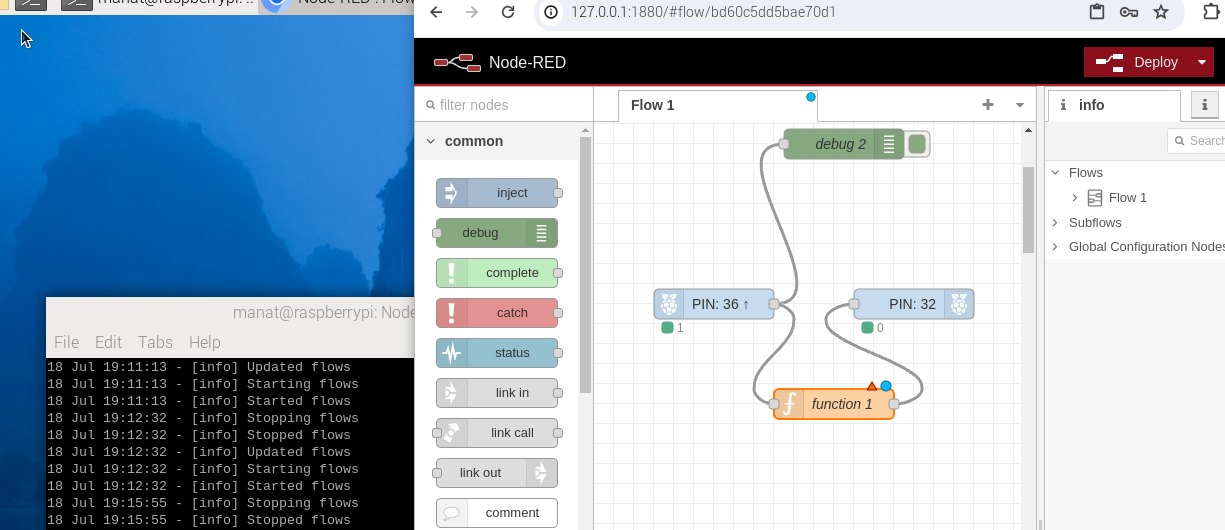 manat@raspberrypi: ..
Node-RED : Flow
127.0.0.1:1880/#flow/bd60c5dd5bae70d1
Node-RED
Deploy
filter nodes
Flow 1
info
Search
common
inject
debug
complete
catch
status
link in
link call
link out
comment
debug 2
PIN: 36 ↑
1
PIN: 32
0
function 1
Flows
Flow 1
Subflows
Global Configuration Nodes
manat@raspberrypi: Node
File Edit Tabs Help
18 Jul 19:11:13 - [info] Updated flows
18 Jul 19:11:13 - [info] Starting flows
18 Jul 19:11:13 - [info] Started flows
18 Jul 19:12:32 - [info] Stopping flows
18 Jul 19:12:32 - [info] Stopped flows
18 Jul 19:12:32 - [info] Updated flows
18 Jul 19:12:32 - [info] Starting flows
18 Jul 19:12:32 - [info] Started flows
18 Jul 19:15:55 - [info] Stopping flows
18 Jul 19:15:55 - [info] Stopped flows